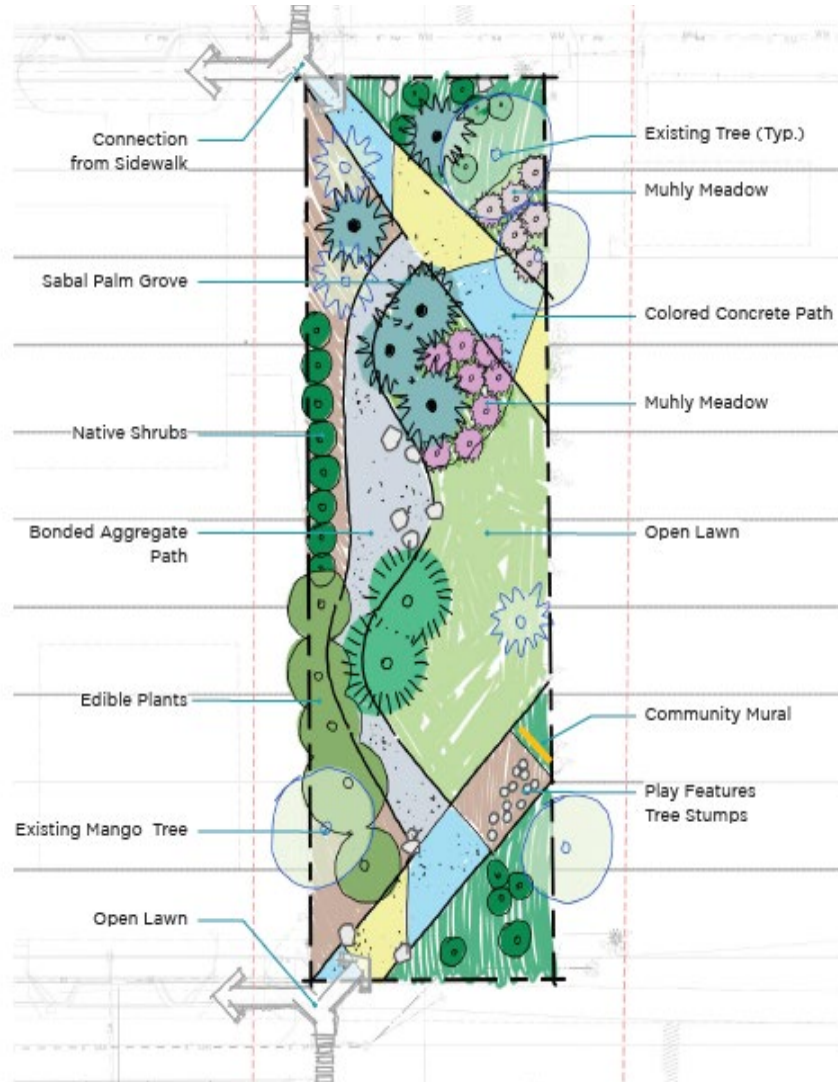 Connection
from Sidewalk
Existing Tree (Typ.)
Muhly Meadow
Sabal Palm Grove
Colored Concrete Path
Muhly Meadow
Native Shrubs
Bonded Aggregate
Path
Open Lawn
Edible Plants
Community Mural
Play Features
Tree Stumps
Existing Mango Tree
Open Lawn